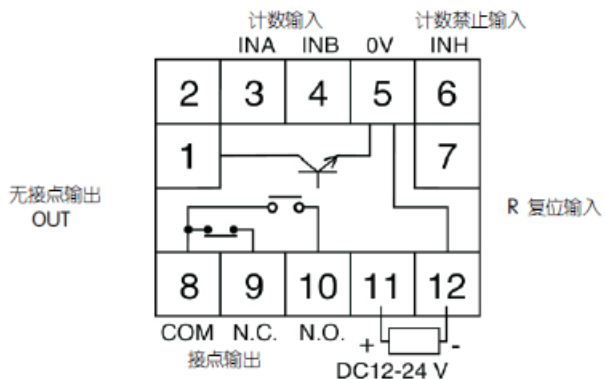 计数输入 计数禁止输入
INA INB 0V INH
2 3 4 5 6
1 7
无接点输出
OUT
R 复位输入
8 9 10 11 12
COM N.C. N.O. + -
接点输出
DC12-24 V